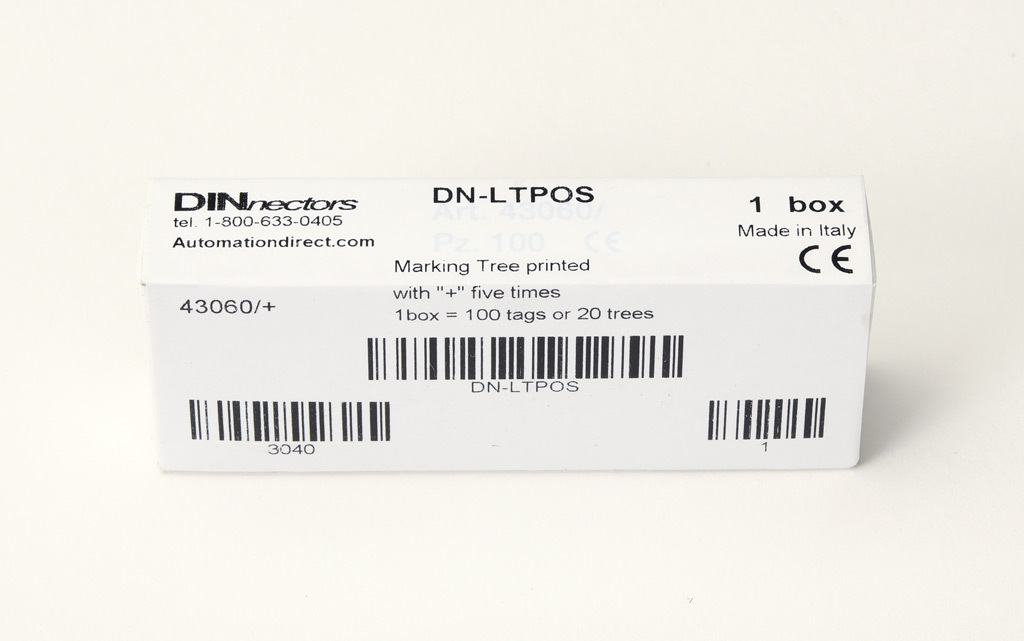 DINnectors
tel. 1-800-633-0405
Automationdirect.com
DN-LTPOS
Art. 43060/
Pz. 100 CE
1 box
Made in Italy
CE
Marking Tree printed
with "+" five times
1box = 100 tags or 20 trees
43060/+
DN-LTPOS
3040
1